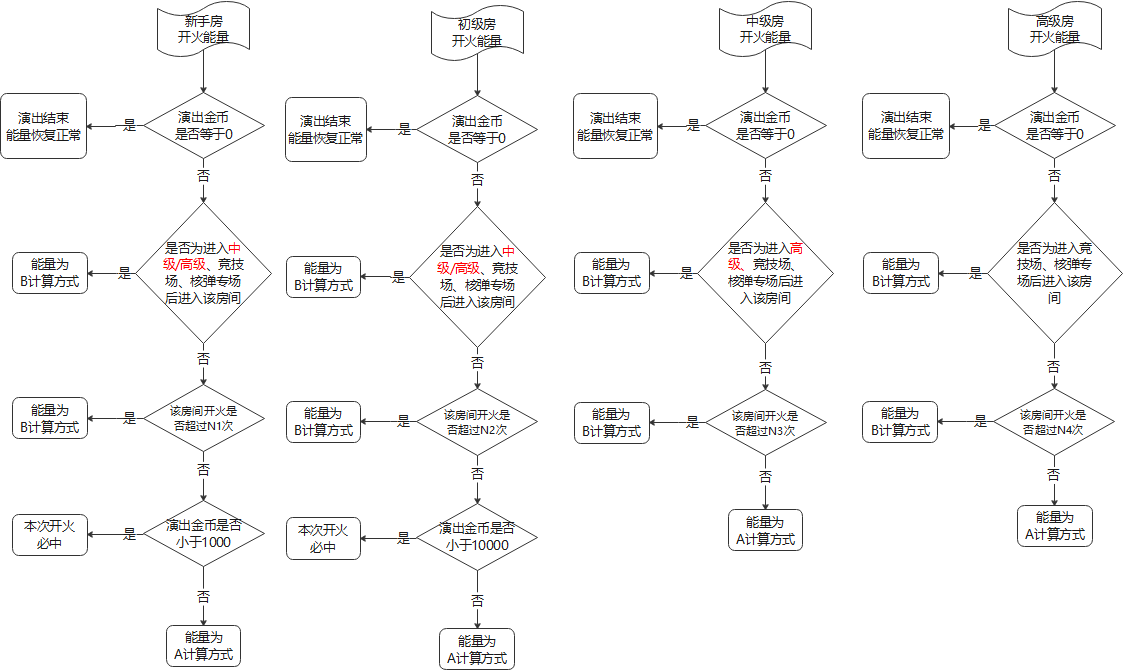 新手房
开火能量
演出金币
是否等于0
是
演出结束
能量恢复正常
否
是否为进入中
级/高级、竞技
场、核弹专场
后进入该房间
是
能量为
B计算方式
否
该房间开火是
否超过N1次
是
能量为
B计算方式
否
演出金币是否
小于1000
是
本次开火
必中
否
能量为
A计算方式
初级房
开火能量
演出金币
是否等于0
是
演出结束
能量恢复正常
否
是否为进入中
级/高级、竞技
场、核弹专场
后进入该房间
是
能量为
B计算方式
否
该房间开火是
否超过N2次
是
能量为
B计算方式
否
演出金币是否
小于10000
是
本次开火
必中
否
能量为
A计算方式
中级房
开火能量
演出金币
是否等于0
是
演出结束
能量恢复正常
否
是否为进入高
级、竞技场、
核弹专场后进
入该房间
是
能量为
B计算方式
否
该房间开火是
否超过N3次
是
能量为
B计算方式
否
能量为
A计算方式
高级房
开火能量
演出金币
是否等于0
是
演出结束
能量恢复正常
否
是否为进入竞
技场、核弹专
场后进入该房
间
是
能量为
B计算方式
否
该房间开火是
否超过N4次
是
能量为
B计算方式
否
能量为
A计算方式